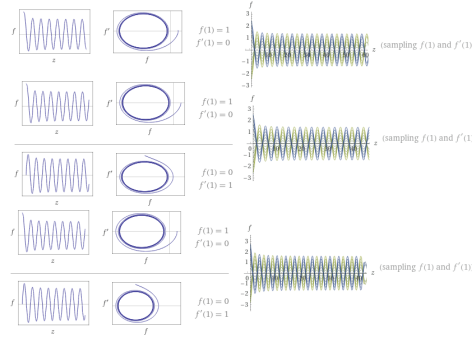 f f' f(1) = 1
f'(1) = 0
z f
f
3
2
1
-1
-2
-3
z
(sampling f(1) and f'(1)
f f' f(1) = 1
f'(1) = 0
z f
f
3
2
1
0
-1
-2
-3
z
(sampling f(1) and f'(1)
f f' f(1) = 0
f'(1) = 1
z f
f f' f(1) = 1
f'(1) = 0
z f
f
3
2
1
0
-1
-2
-3
z
(sampling f(1) and f'(1)
f f' f(1) = 0
f'(1) = 1
z f